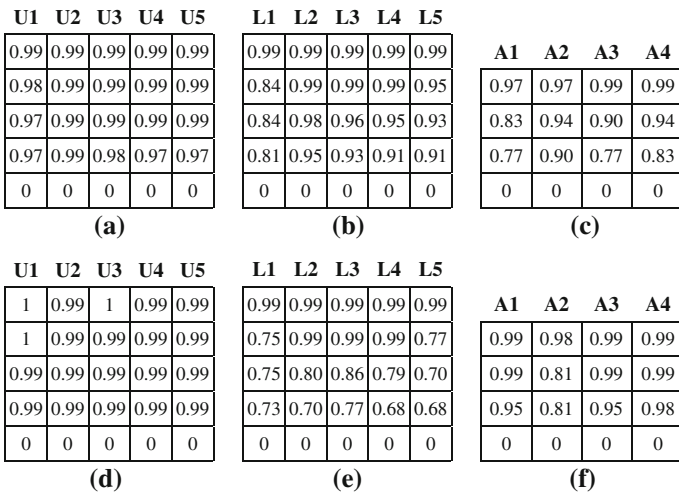 U1 U2 U3 U4 U5
0.99 0.99 0.99 0.99 0.99
0.98 0.99 0.99 0.99 0.99
0.97 0.99 0.99 0.99 0.99
0.97 0.99 0.98 0.97 0.97
0 0 0 0 0
(a)
L1 L2 L3 L4 L5
0.99 0.99 0.99 0.99 0.99
0.84 0.99 0.99 0.99 0.95
0.84 0.98 0.96 0.95 0.93
0.81 0.95 0.93 0.91 0.91
0 0 0 0 0
(b)
A1 A2 A3 A4
0.97 0.97 0.99 0.99
0.83 0.94 0.90 0.94
0.77 0.90 0.77 0.83
0 0 0 0
(c)
U1 U2 U3 U4 U5
1 0.99 1 0.99 0.99
1 0.99 0.99 0.99 0.99
0.99 0.99 0.99 0.99 0.99
0.99 0.99 0.99 0.99 0.99
0 0 0 0 0
(d)
L1 L2 L3 L4 L5
0.99 0.99 0.99 0.99 0.99
0.75 0.99 0.99 0.99 0.77
0.75 0.80 0.86 0.79 0.70
0.73 0.70 0.77 0.68 0.68
0 0 0 0 0
(e)
A1 A2 A3 A4
0.99 0.98 0.99 0.99
0.99 0.81 0.99 0.99
0.95 0.81 0.95 0.98
0 0 0 0
(f)